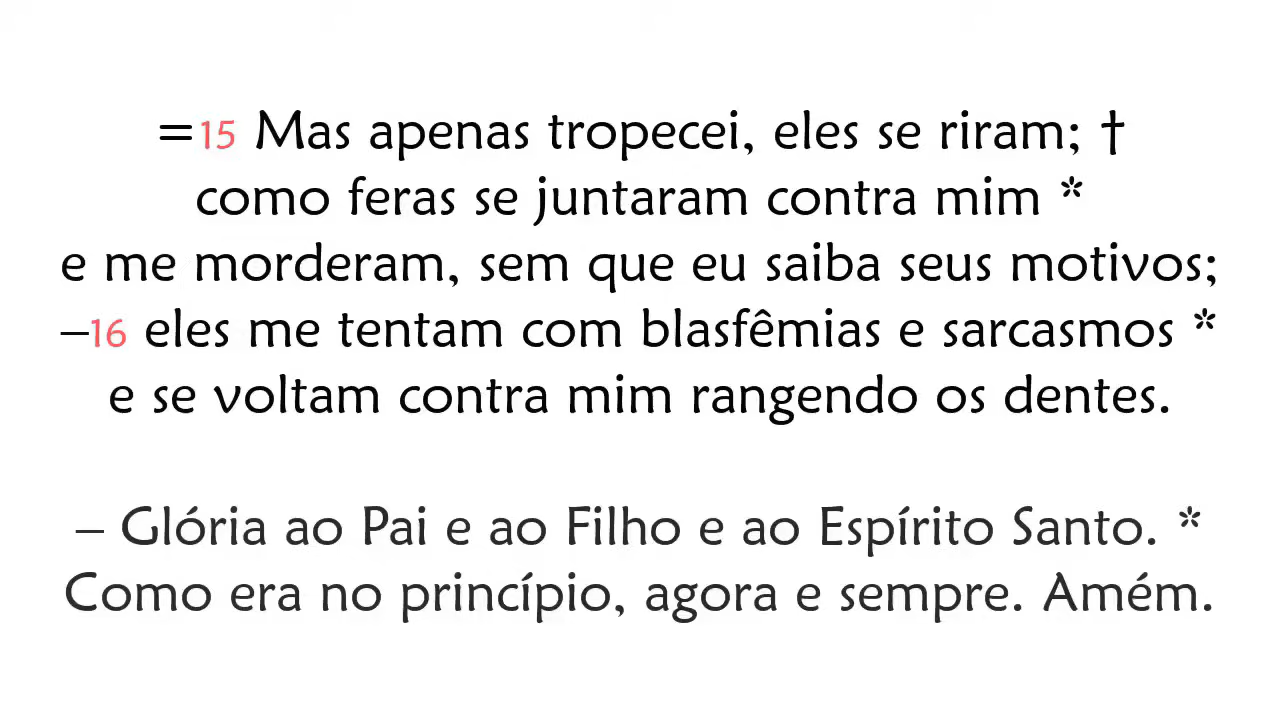 =15 Mas apenas tropecei, eles se riram; †
como feras se juntaram contra mim *
e me morderam, sem que eu saiba seus motivos;
–16 eles me tentam com blasfêmias e sarcasmos *
e se voltam contra mim rangendo os dentes.
– Glória ao Pai e ao Filho e ao Espírito Santo. *
Como era no princípio, agora e sempre. Amém.